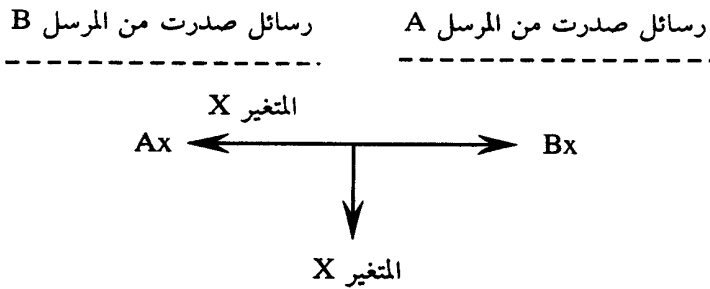 رسائل صدرت من المرسل A
رسائل صدرت من المرسل B
المتغير X
Bx
Ax
المتغير X